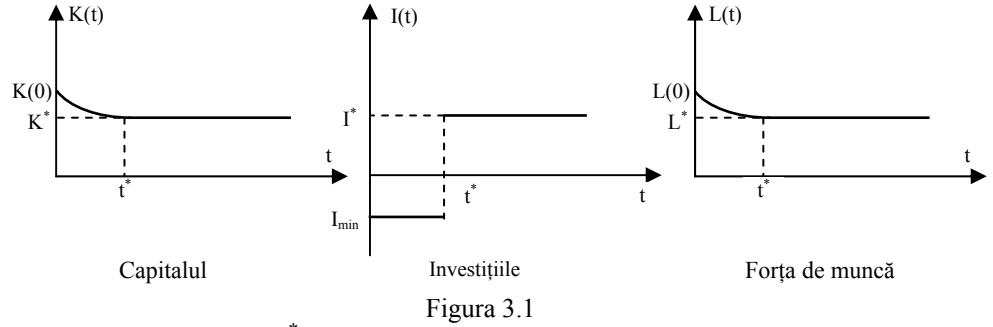 K(t)
K(0)
K*
t*
t
Capitalul
I(t)
I*
t*
t
Imin
Investițiile
L(t)
L(0)
L*
t*
t
Forța de muncă
Figura 3.1
*